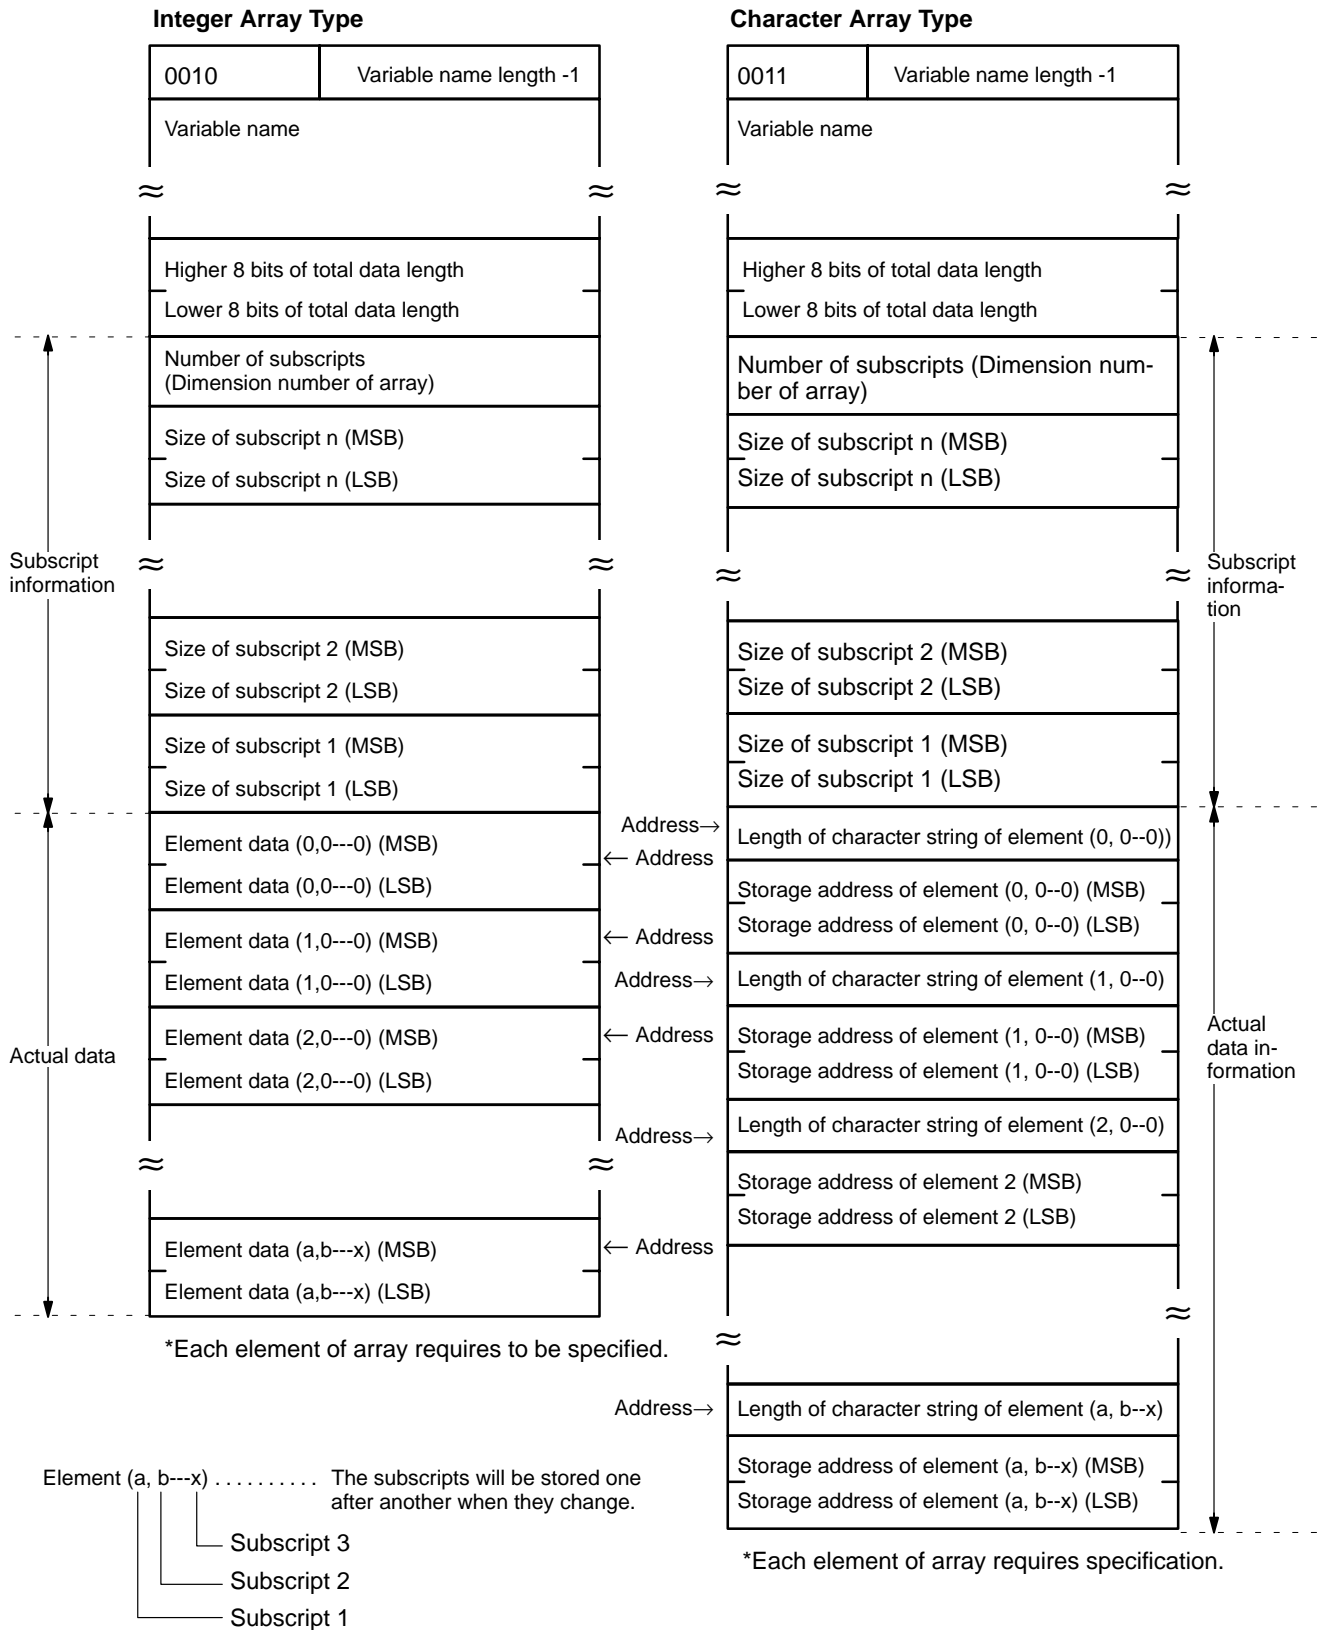 Integer Array Type
0010
Variable name length -1
Variable name
Higher 8 bits of total data length
Lower 8 bits of total data length
Number of subscripts
(Dimension number of array)
Size of subscript n (MSB)
Size of subscript n (LSB)
Subscript
information
Size of subscript 2 (MSB)
Size of subscript 2 (LSB)
Size of subscript 1 (MSB)
Size of subscript 1 (LSB)
Element data (0,0---0) (MSB)
← Address
Element data (0,0---0) (LSB)
Element data (1,0---0) (MSB)
← Address
Element data (1,0---0) (LSB)
Element data (2,0---0) (MSB)
← Address
Actual data
Element data (2,0---0) (LSB)
Element data (a,b---x) (MSB)
← Address
Element data (a,b---x) (LSB)
*Each element of array requires to be specified.
Element (a, b---x) . . . . . . . . . . The subscripts will be stored one
after another when they change.
Subscript 3
Subscript 2
Subscript 1
Character Array Type
0011
Variable name length -1
Variable name
Higher 8 bits of total data length
Lower 8 bits of total data length
Number of subscripts (Dimension num-
ber of array)
Size of subscript n (MSB)
Size of subscript n (LSB)
Subscript
informa-
tion
Size of subscript 2 (MSB)
Size of subscript 2 (LSB)
Size of subscript 1 (MSB)
Size of subscript 1 (LSB)
Address→
Length of character string of element (0, 0--0))
Storage address of element (0, 0--0) (MSB)
Storage address of element (0, 0--0) (LSB)
Address→
Length of character string of element (1, 0--0)
Storage address of element (1, 0--0) (MSB)
Storage address of element (1, 0--0) (LSB)
Actual
data in-
formation
Address→
Length of character string of element (2, 0--0)
Storage address of element 2 (MSB)
Storage address of element 2 (LSB)
Address→
Length of character string of element (a, b--x)
Storage address of element (a, b--x) (MSB)
Storage address of element (a, b--x) (LSB)
*Each element of array requires specification.